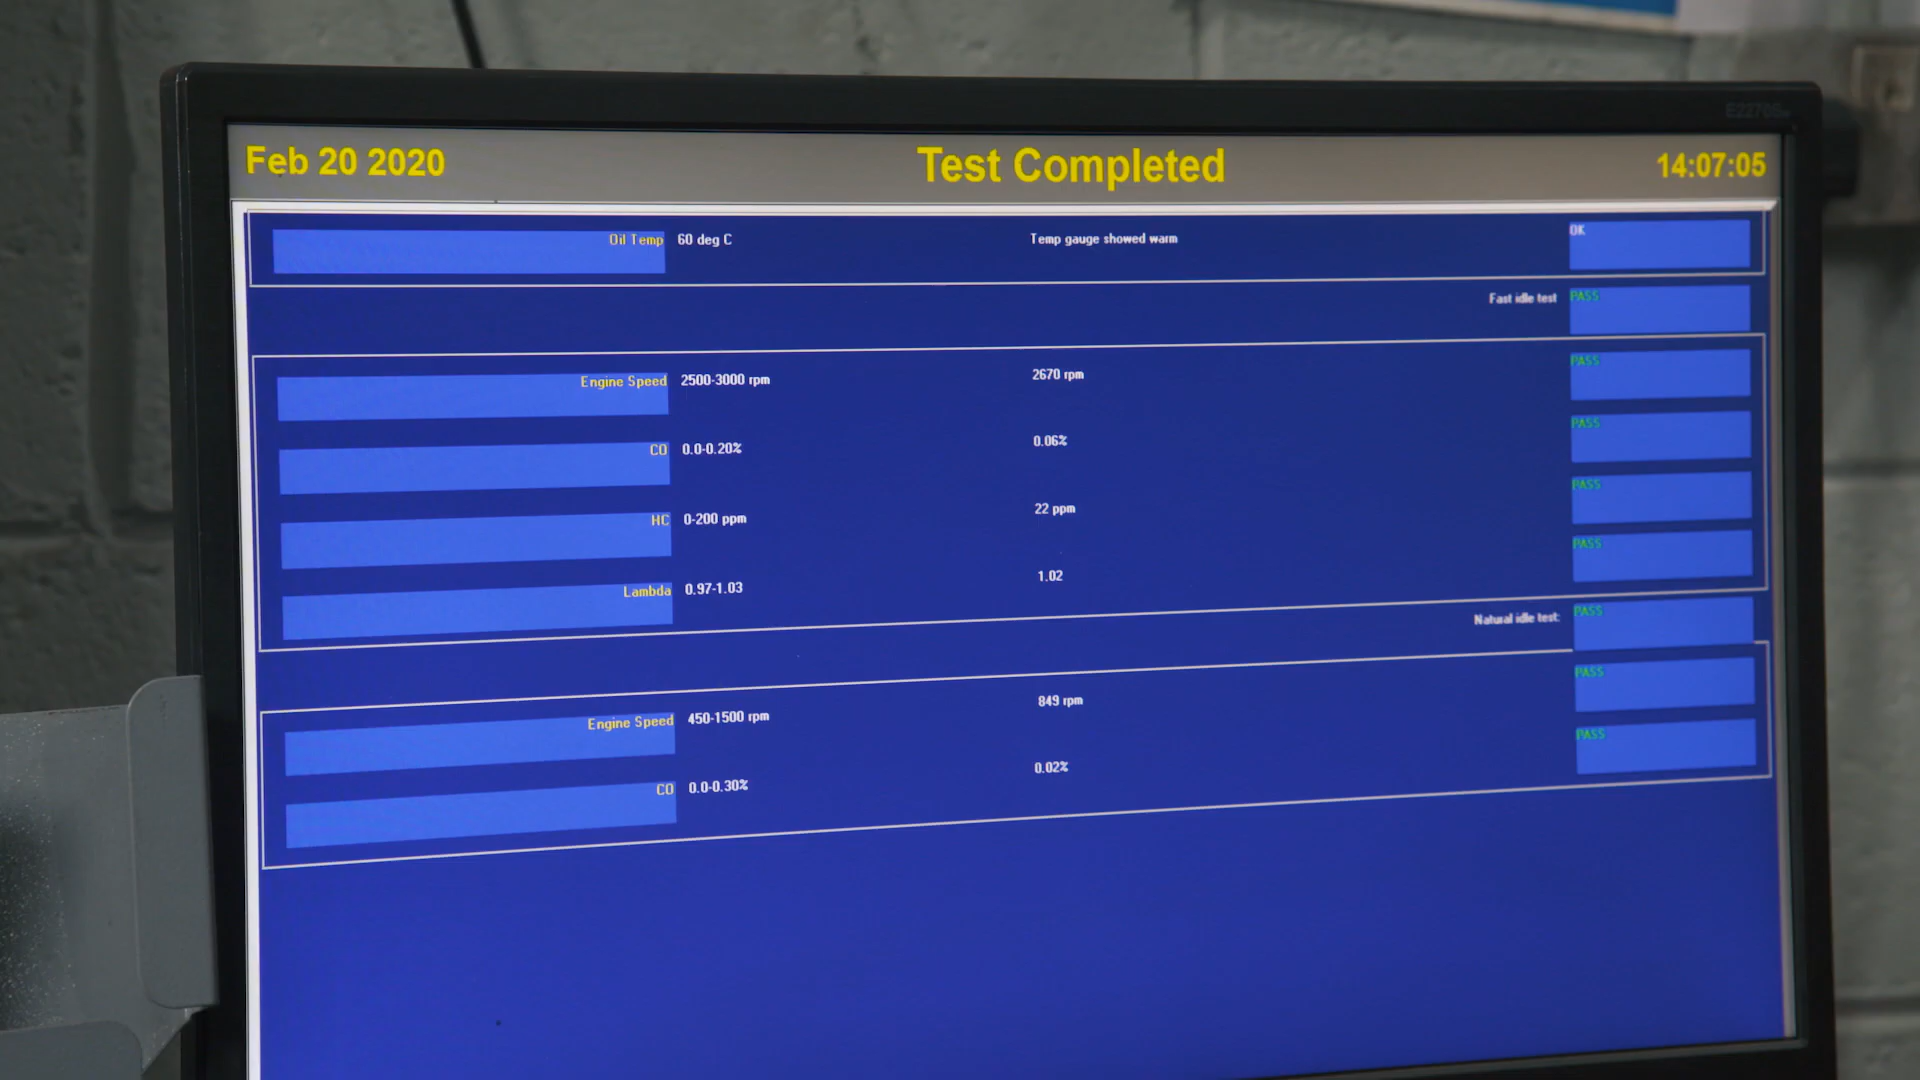 E2270Sw
Feb 20 2020 Test Completed 14:07:05
Oil Temp 60 deg C Temp gauge showed warm OK
Fast idle test PASS
Engine Speed 2500-3000 rpm 2670 rpm PASS
CO 0.0-0.20% 0.06% PASS
HC 0-200 ppm 22 ppm PASS
Lambda 0.97-1.03 1.02 PASS
Natural idle test: PASS
Engine Speed 450-1500 rpm 849 rpm PASS
CO 0.0-0.30% 0.02% PASS